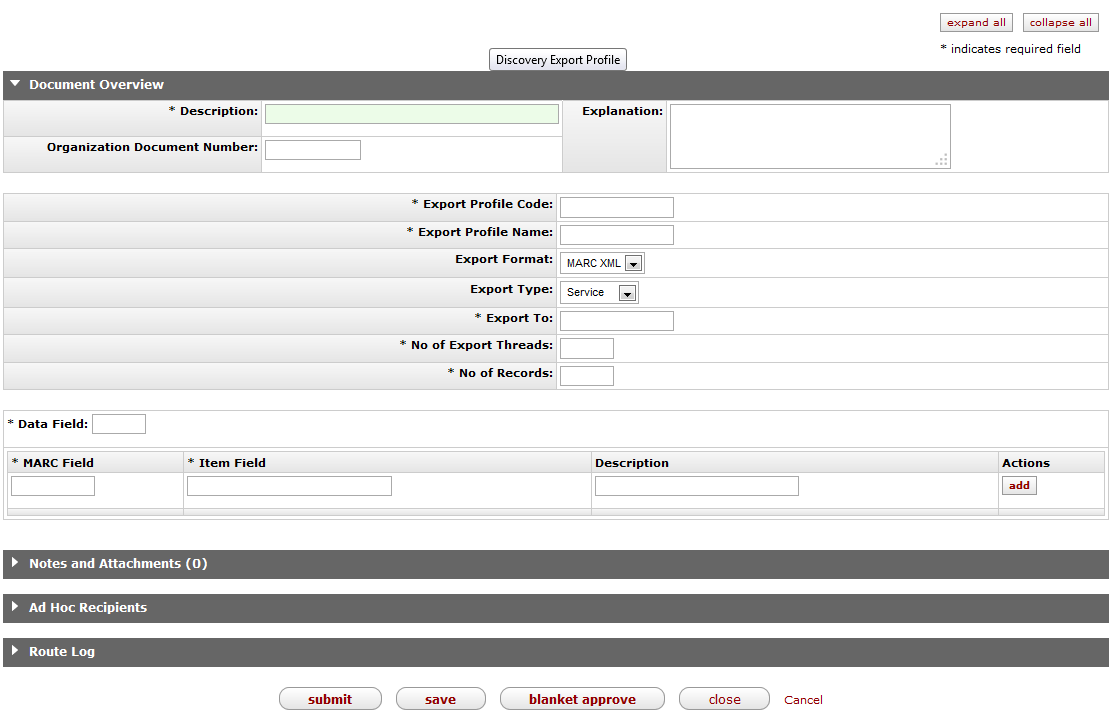 expand all collapse all
* indicates required field
Discovery Export Profile
Document Overview
* Description: Explanation:
Organization Document Number:
* Export Profile Code:
* Export Profile Name:
Export Format: MARC XML
Export Type: Service
* Export To:
* No of Export Threads:
* No of Records:
* Data Field:
* MARC Field * Item Field Description Actions
add
Notes and Attachments (0)
Ad Hoc Recipients
Route Log
submit save blanket approve close Cancel